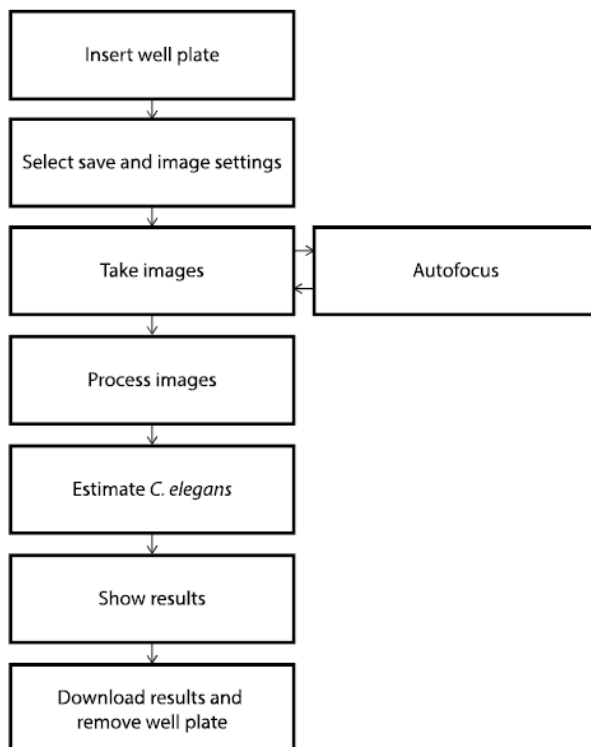 Insert well plate
Select save and image settings
Take images
Autofocus
Process images
Estimate C. elegans
Show results
Download results and
remove well plate